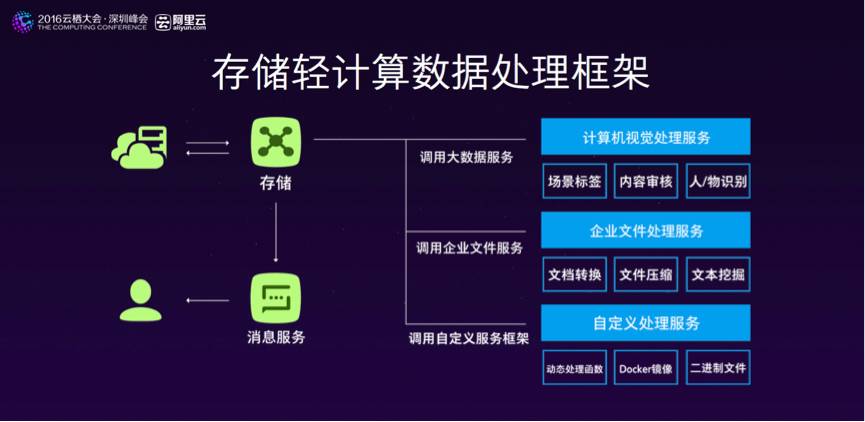 2016云栖大会·深圳峰会
THE COMPUTING CONFERENCE
阿里云
aliyun.com
存储轻计算数据处理框架
存储
消息服务
调用大数据服务
计算机视觉处理服务
场景标签 内容审核 人/物识别
调用企业文件服务
企业文件处理服务
文档转换 文件压缩 文本挖掘
调用自定义服务框架
自定义处理服务
动态处理函数 Docker镜像 二进制文件